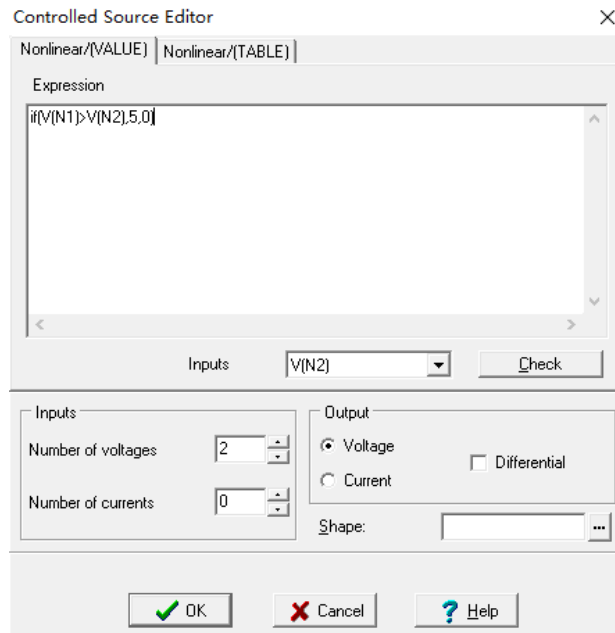 Controlled Source Editor
Nonlinear/(VALUE) Nonlinear/(TABLE)
Expression
if(V(N1)>V(N2),5,0)
Inputs V(N2) Check
Inputs
Number of voltages 2
Number of currents 0
Output
Voltage
Current
Differential
Shape: ...
OK Cancel ? Help